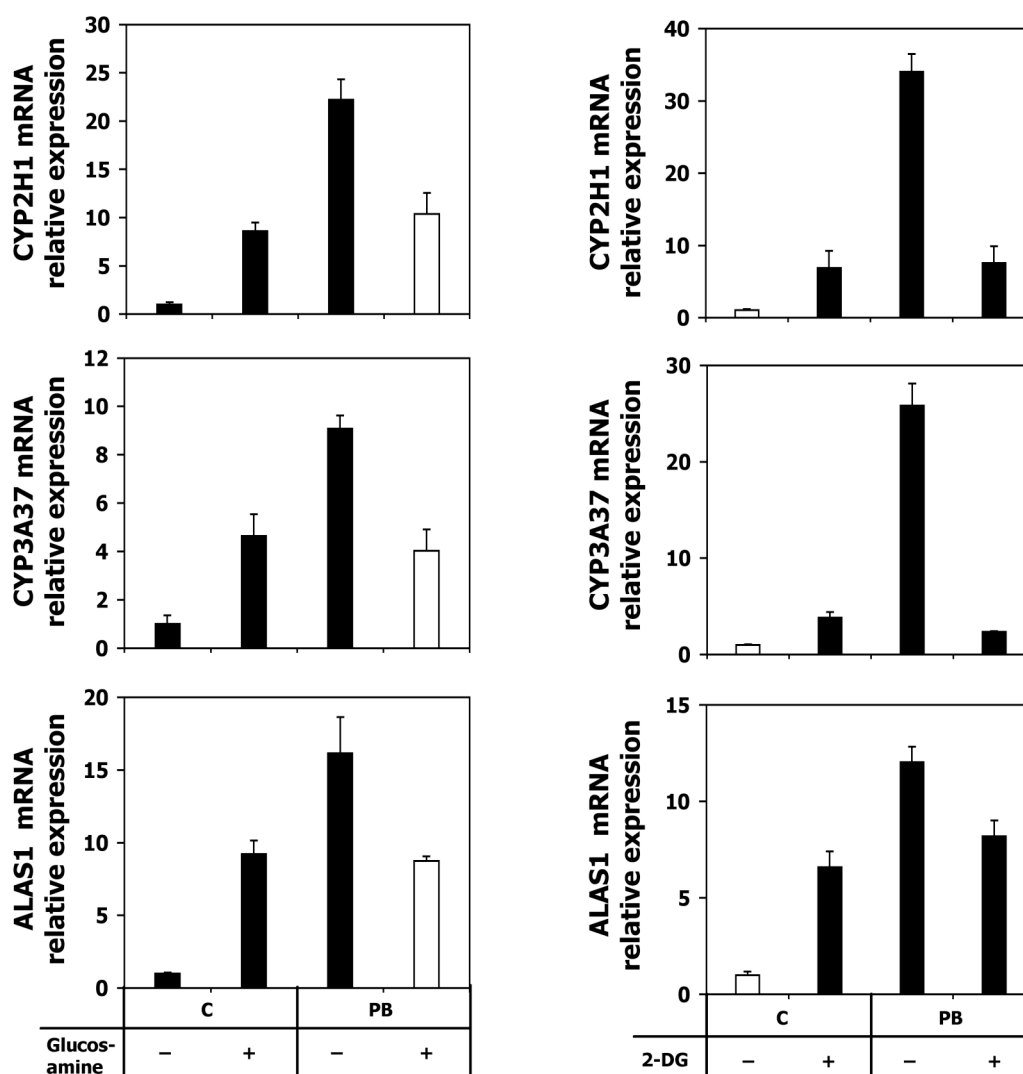 CYP2H1 mRNA
relative expression
30
25
20
15
10
5
0
CYP3A37 mRNA
relative expression
12
10
8
6
4
2
0
ALAS1 mRNA
relative expression
20
15
10
5
0
C PB
Glucos-
amine
− + − +
CYP2H1 mRNA
relative expression
40
30
20
10
0
CYP3A37 mRNA
relative expression
30
20
10
0
ALAS1 mRNA
relative expression
15
10
5
0
C PB
2-DG − + − +